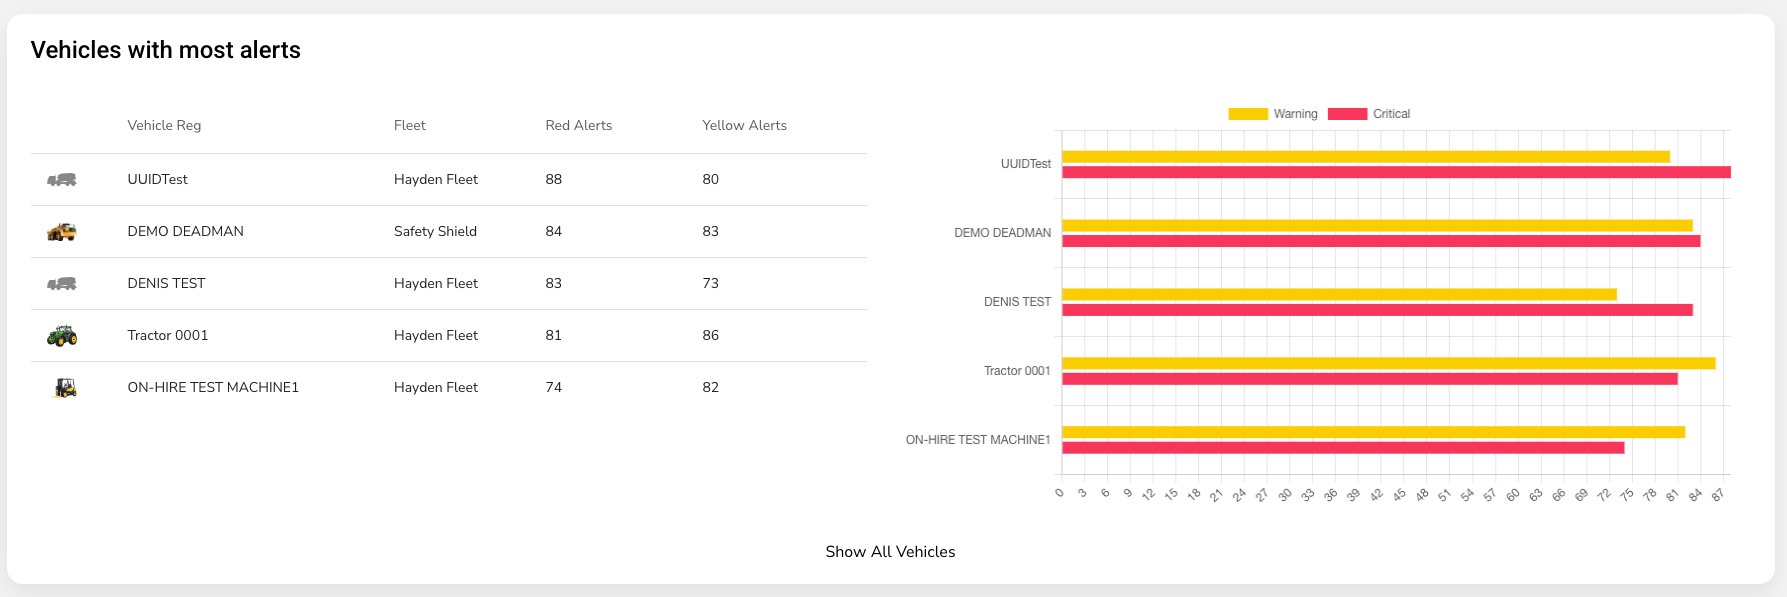 Vehicles with most alerts
Vehicle Reg Fleet Red Alerts Yellow Alerts
UUIDTest Hayden Fleet 88 80
DEMO DEADMAN Safety Shield 84 83
DENIS TEST Hayden Fleet 83 73
Tractor 0001 Hayden Fleet 81 86
ON-HIRE TEST MACHINE1 Hayden Fleet 74 82
Warning Critical
UUIDTest
DEMO DEADMAN
DENIS TEST
Tractor 0001
ON-HIRE TEST MACHINE1
0 3 6 9 12 15 18 21 24 27 30 33 36 39 42 45 48 51 54 57 60 63 66 69 72 75 78 81 84 87
Show All Vehicles